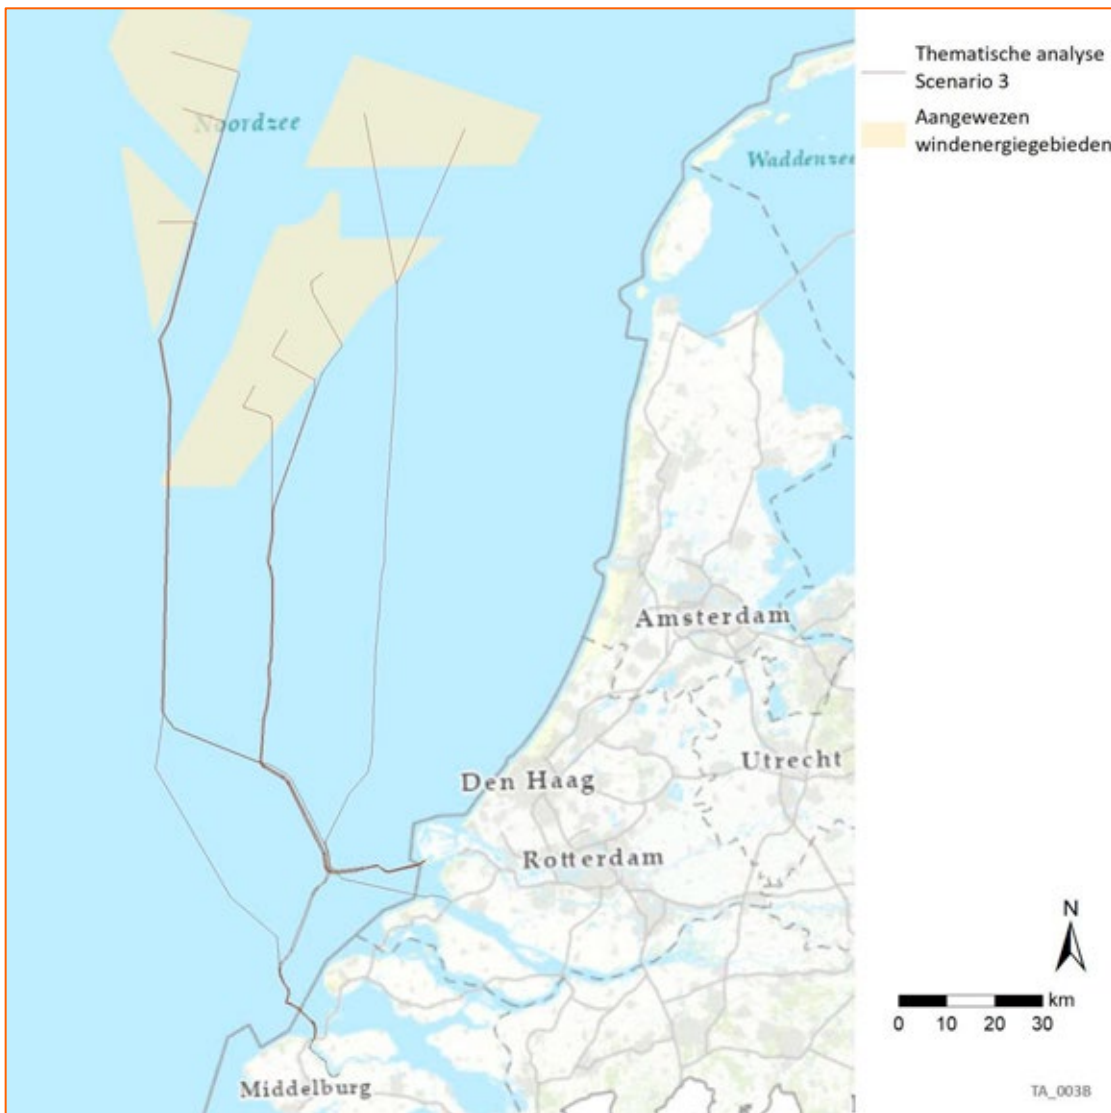 Thematische analyse
Scenario 3
Aangewezen
windenergiegebieden
Noordzee
Waddenzee
Amsterdam
Utrecht
Den Haag
Rotterdam
Middelburg
N
km
0 10 20 30
TA_003B